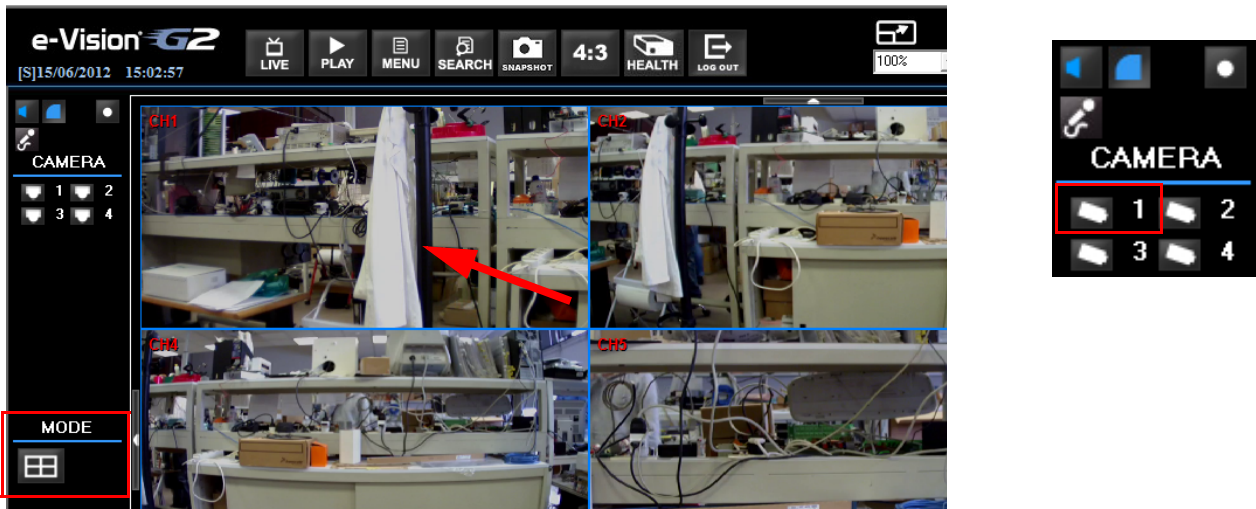 e-Vision G2
[S]15/06/2012 15:02:57
LIVE
PLAY
MENU
SEARCH
SNAPSHOT
4:3
HEALTH
LOG OUT
100%
CAMERA
1 2
3 4
MODE
CH1
CH2
CH4
CH5
CAMERA
1 2
3 4